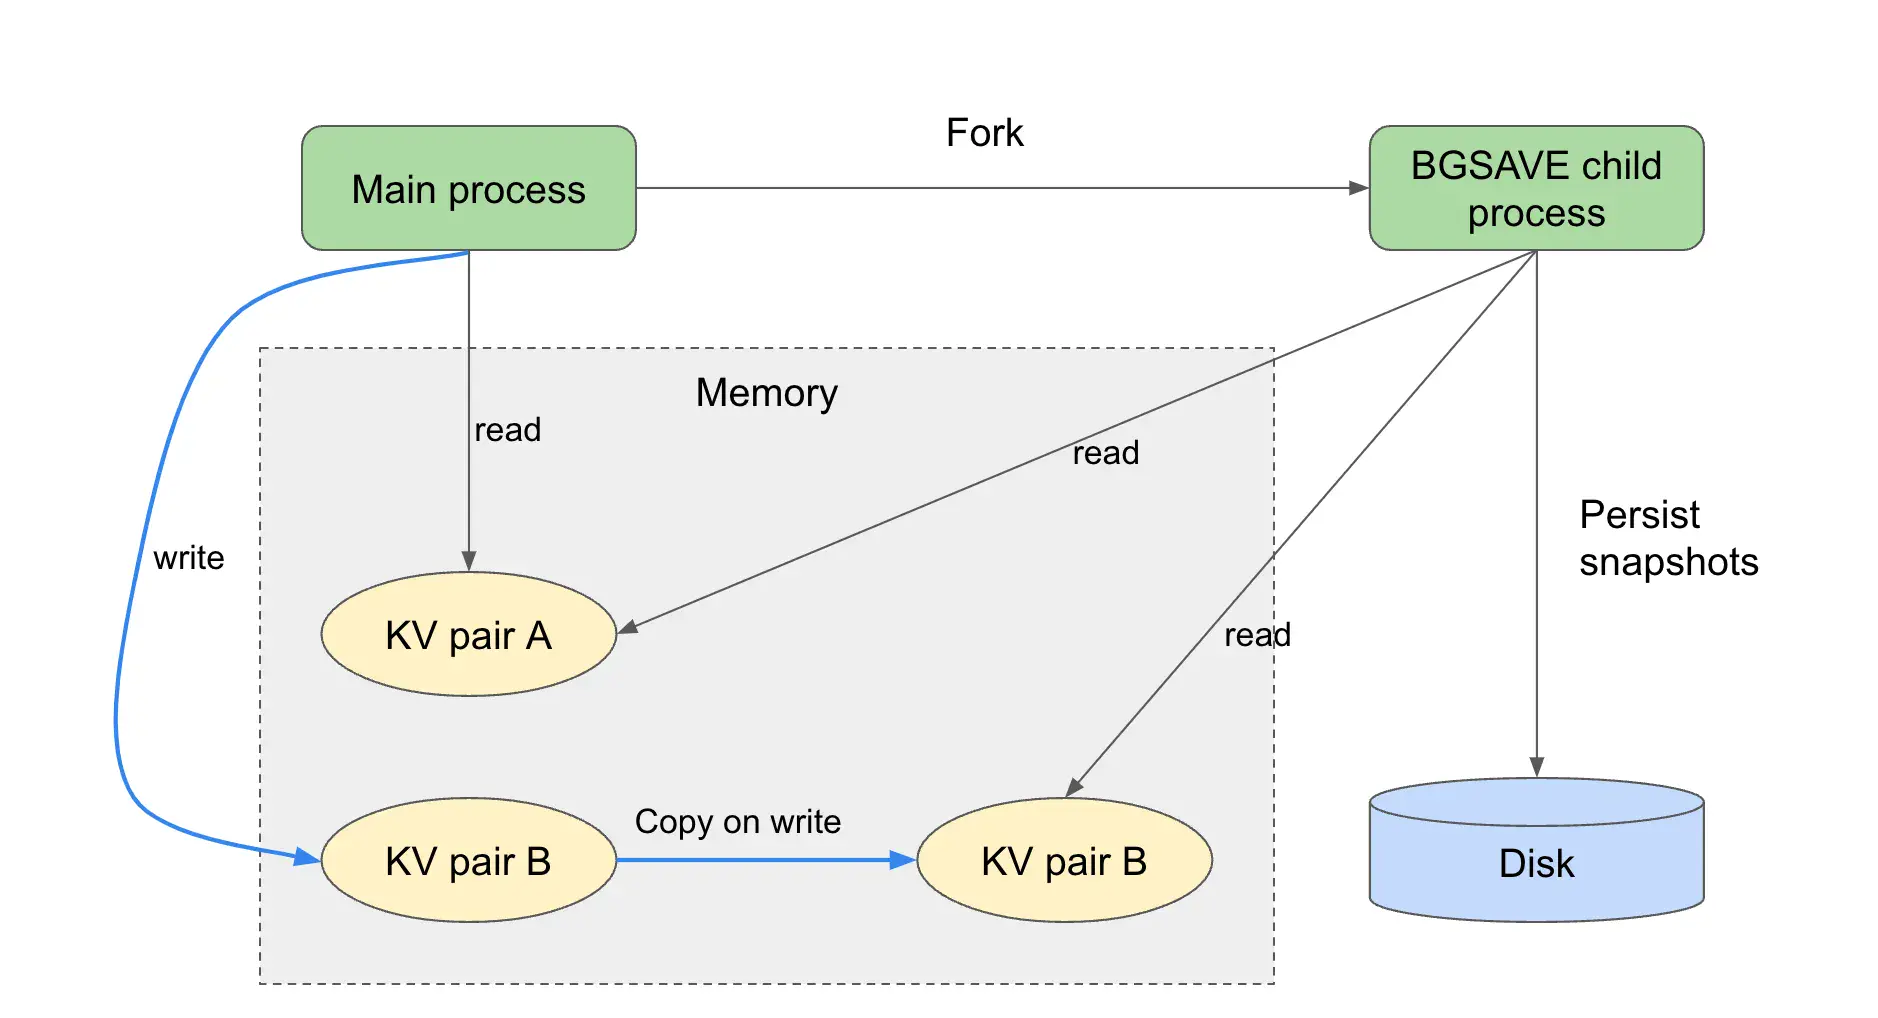 Fork
Main process
BGSAVE child
process
Memory
read
read
Persist
snapshots
write
KV pair A
read
Copy on write
KV pair B
KV pair B
Disk